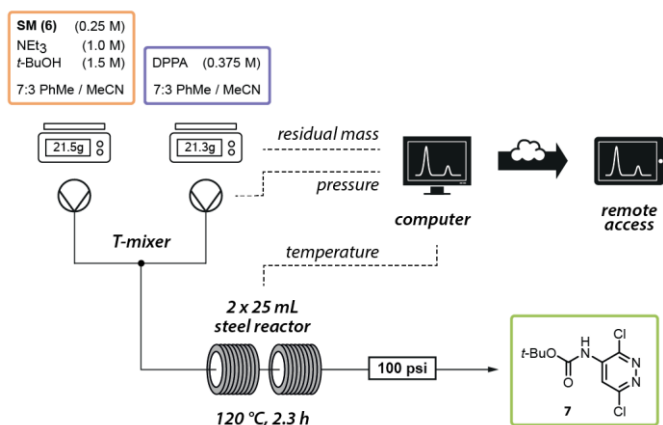 SM (6) (0.25 M)
NEt3 (1.0 M)
t-BuOH (1.5 M)
7:3 PhMe / MeCN
DPPA (0.375 M)
7:3 PhMe / MeCN
21.5g
21.3g
residual mass
pressure
computer
remote
access
T-mixer
temperature
2 x 25 mL
steel reactor
100 psi
120 °C, 2.3 h
Cl
H
t-BuO
N
N
N
O
Cl
7